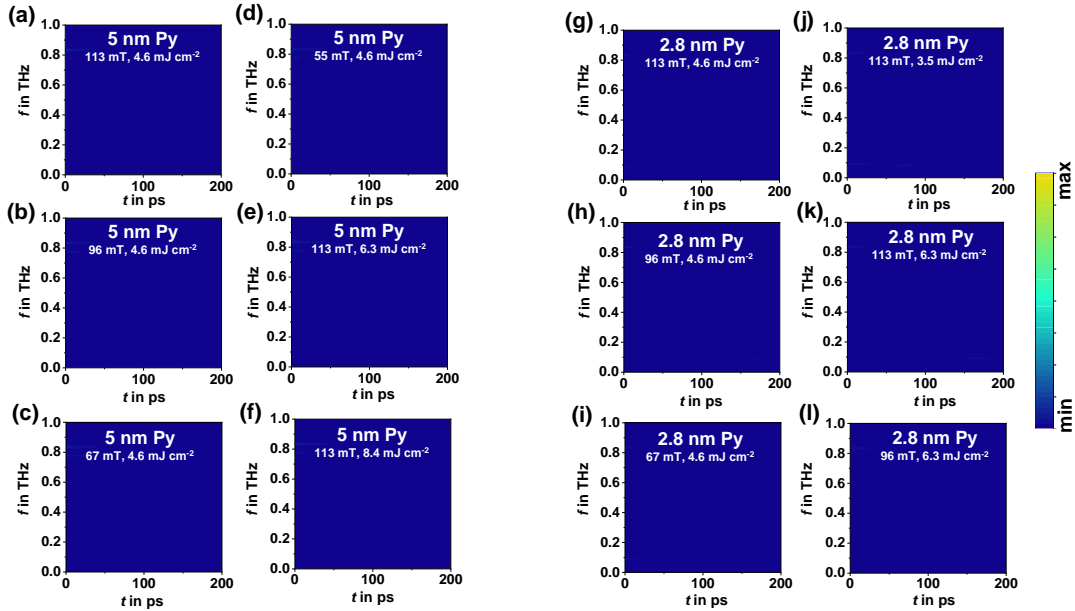 (a)
5 nm Py
113 mT, 4.6 mJ cm⁻²
f in THz
1.0
0.8
0.6
0.4
0.2
0.0
0
100
200
t in ps
(d)
5 nm Py
55 mT, 4.6 mJ cm⁻²
f in THz
1.0
0.8
0.6
0.4
0.2
0.0
0
100
200
t in ps
(g)
2.8 nm Py
113 mT, 4.6 mJ cm⁻²
f in THz
1.0
0.8
0.6
0.4
0.2
0.0
0
100
200
t in ps
(j)
2.8 nm Py
113 mT, 3.5 mJ cm⁻²
f in THz
1.0
0.8
0.6
0.4
0.2
0.0
0
100
200
t in ps
(b)
5 nm Py
96 mT, 4.6 mJ cm⁻²
f in THz
1.0
0.8
0.6
0.4
0.2
0.0
0
100
200
t in ps
(e)
5 nm Py
113 mT, 6.3 mJ cm⁻²
f in THz
1.0
0.8
0.6
0.4
0.2
0.0
0
100
200
t in ps
(h)
2.8 nm Py
96 mT, 4.6 mJ cm⁻²
f in THz
1.0
0.8
0.6
0.4
0.2
0.0
0
100
200
t in ps
(k)
2.8 nm Py
113 mT, 6.3 mJ cm⁻²
f in THz
1.0
0.8
0.6
0.4
0.2
0.0
0
100
200
t in ps
(c)
5 nm Py
67 mT, 4.6 mJ cm⁻²
f in THz
1.0
0.8
0.6
0.4
0.2
0.0
0
100
200
t in ps
(f)
5 nm Py
113 mT, 8.4 mJ cm⁻²
f in THz
1.0
0.8
0.6
0.4
0.2
0.0
0
100
200
t in ps
(i)
2.8 nm Py
67 mT, 4.6 mJ cm⁻²
f in THz
1.0
0.8
0.6
0.4
0.2
0.0
0
100
200
t in ps
(l)
2.8 nm Py
96 mT, 6.3 mJ cm⁻²
f in THz
1.0
0.8
0.6
0.4
0.2
0.0
0
100
200
t in ps
max
min